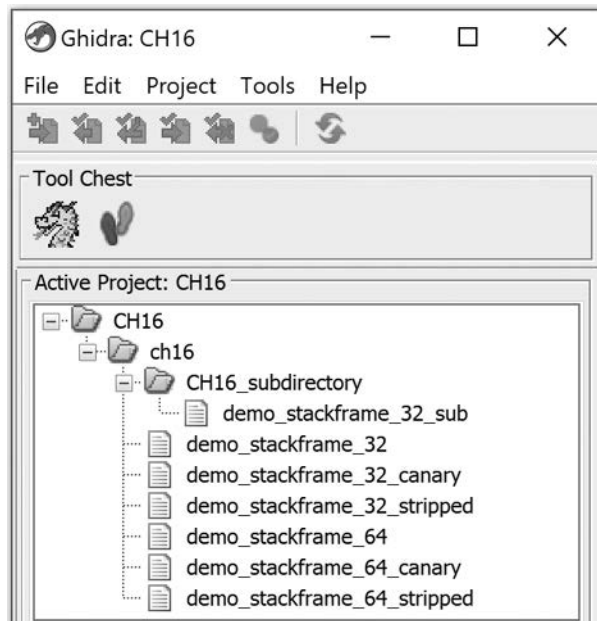 Ghidra: CH16
File Edit Project Tools Help
Tool Chest
Active Project: CH16
CH16
ch16
CH16_subdirectory
demo_stackframe_32_sub
demo_stackframe_32
demo_stackframe_32_canary
demo_stackframe_32_stripped
demo_stackframe_64
demo_stackframe_64_canary
demo_stackframe_64_stripped